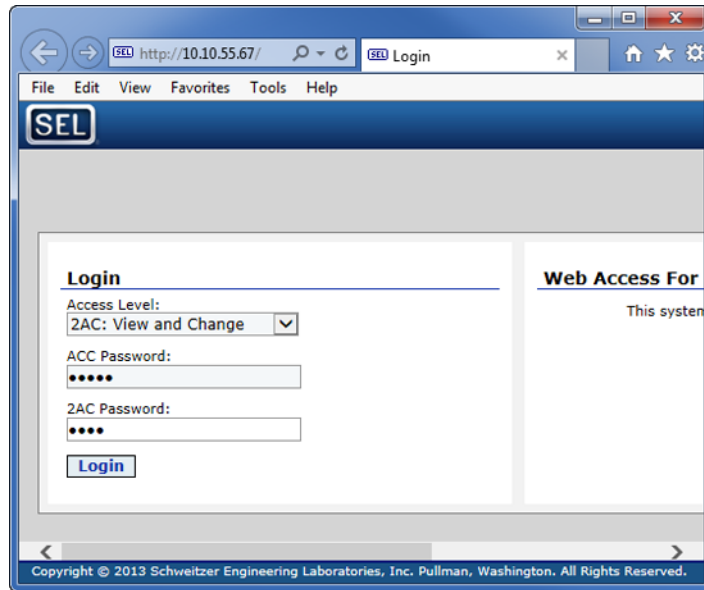 SEL http://10.10.55.67/ SEL Login
File Edit View Favorites Tools Help
SEL
Login
Access Level:
2AC: View and Change
ACC Password:
•••••
2AC Password:
••••
Login
Web Access For
This system
Copyright © 2013 Schweitzer Engineering Laboratories, Inc. Pullman, Washington. All Rights Reserved.